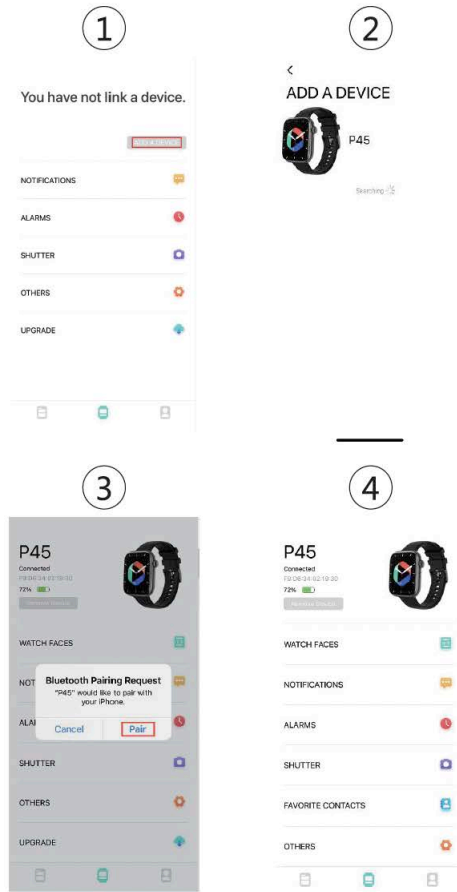 1
You have not link a device.
ADD A DEVICE
NOTIFICATIONS
ALARMS
SHUTTER
OTHERS
UPGRADE
2
ADD A DEVICE
P45
Searching
3
P45
Connected
72%
WATCH FACES
NOT
ALA
SHUTTER
OTHERS
UPGRADE
Bluetooth Pairing Request
"P45" would like to pair with
your iPhone.
Cancel Pair
4
P45
Connected
72%
WATCH FACES
NOTIFICATIONS
ALARMS
SHUTTER
FAVORITE CONTACTS
OTHERS